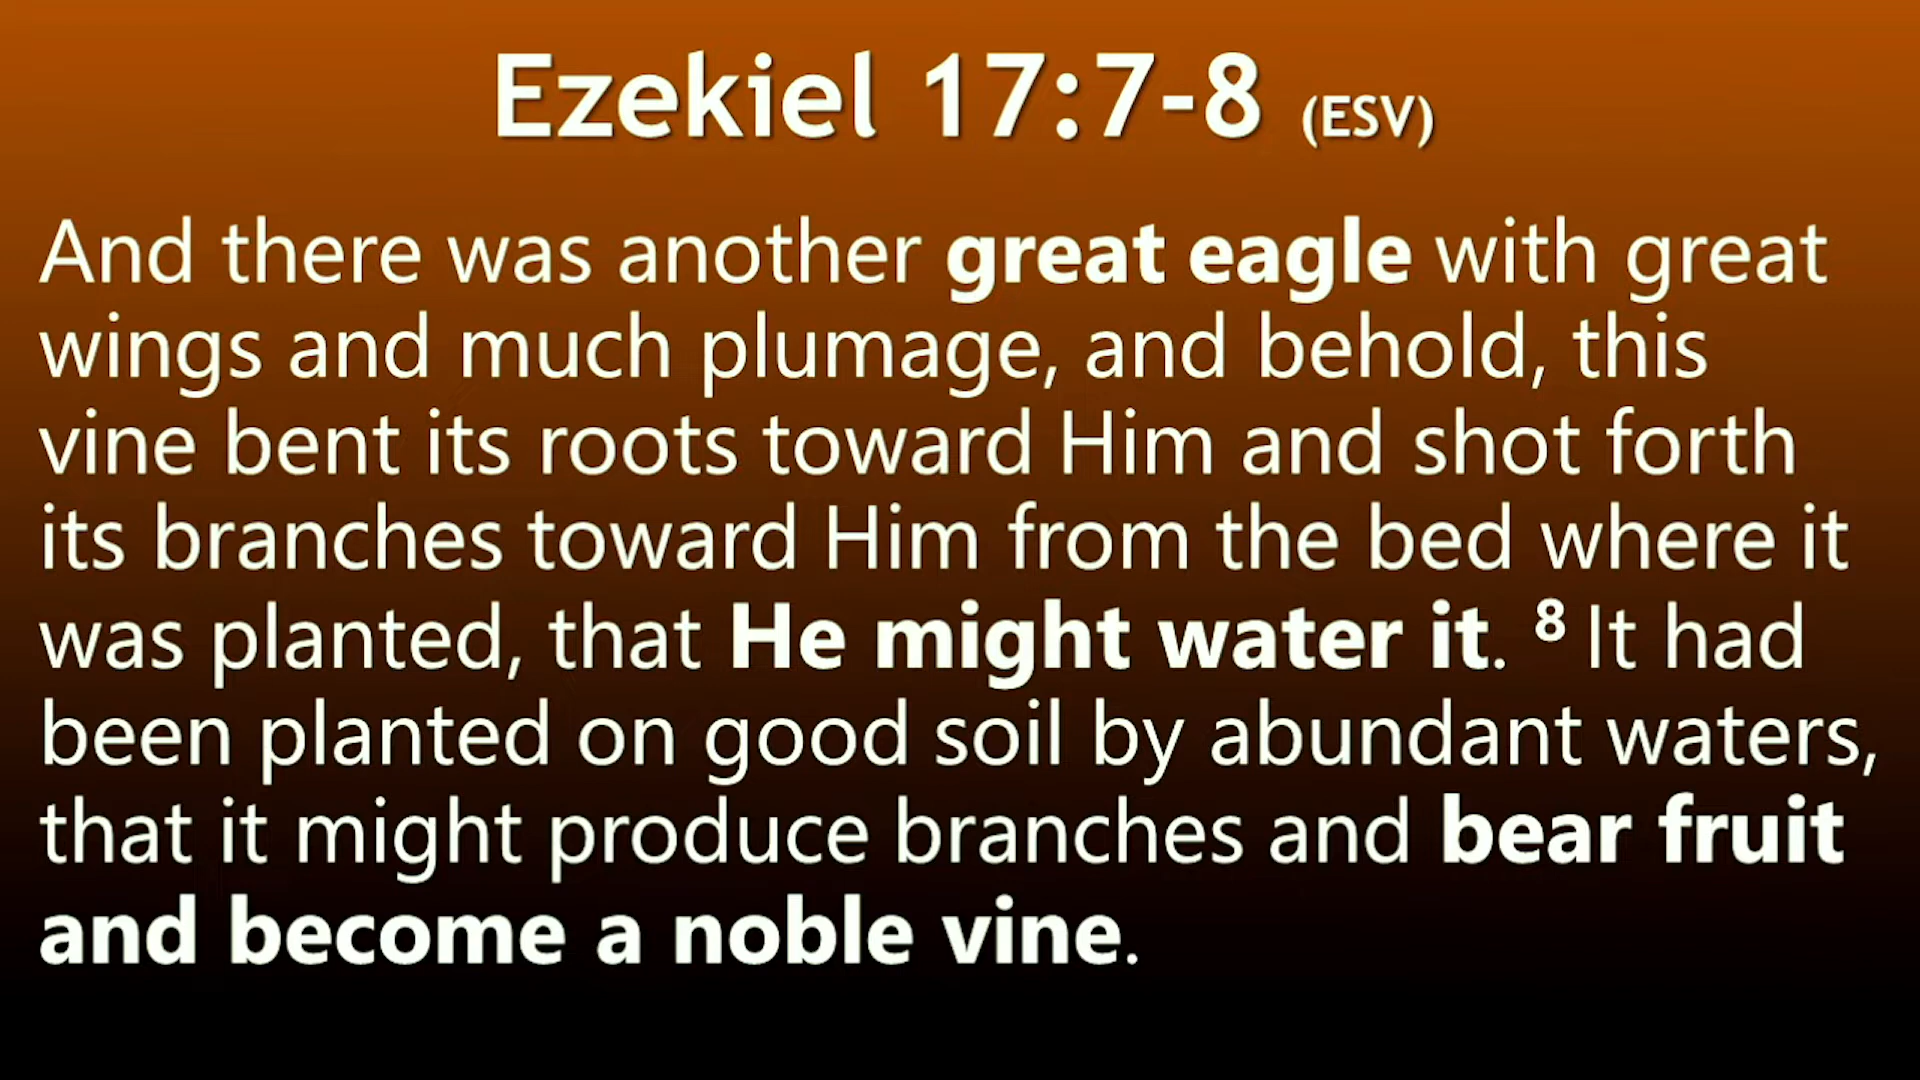 Ezekiel 17:7-8 (ESV)
And there was another great eagle with great
wings and much plumage, and behold, this
vine bent its roots toward Him and shot forth
its branches toward Him from the bed where it
was planted, that He might water it. 8 It had
been planted on good soil by abundant waters,
that it might produce branches and bear fruit
and become a noble vine.